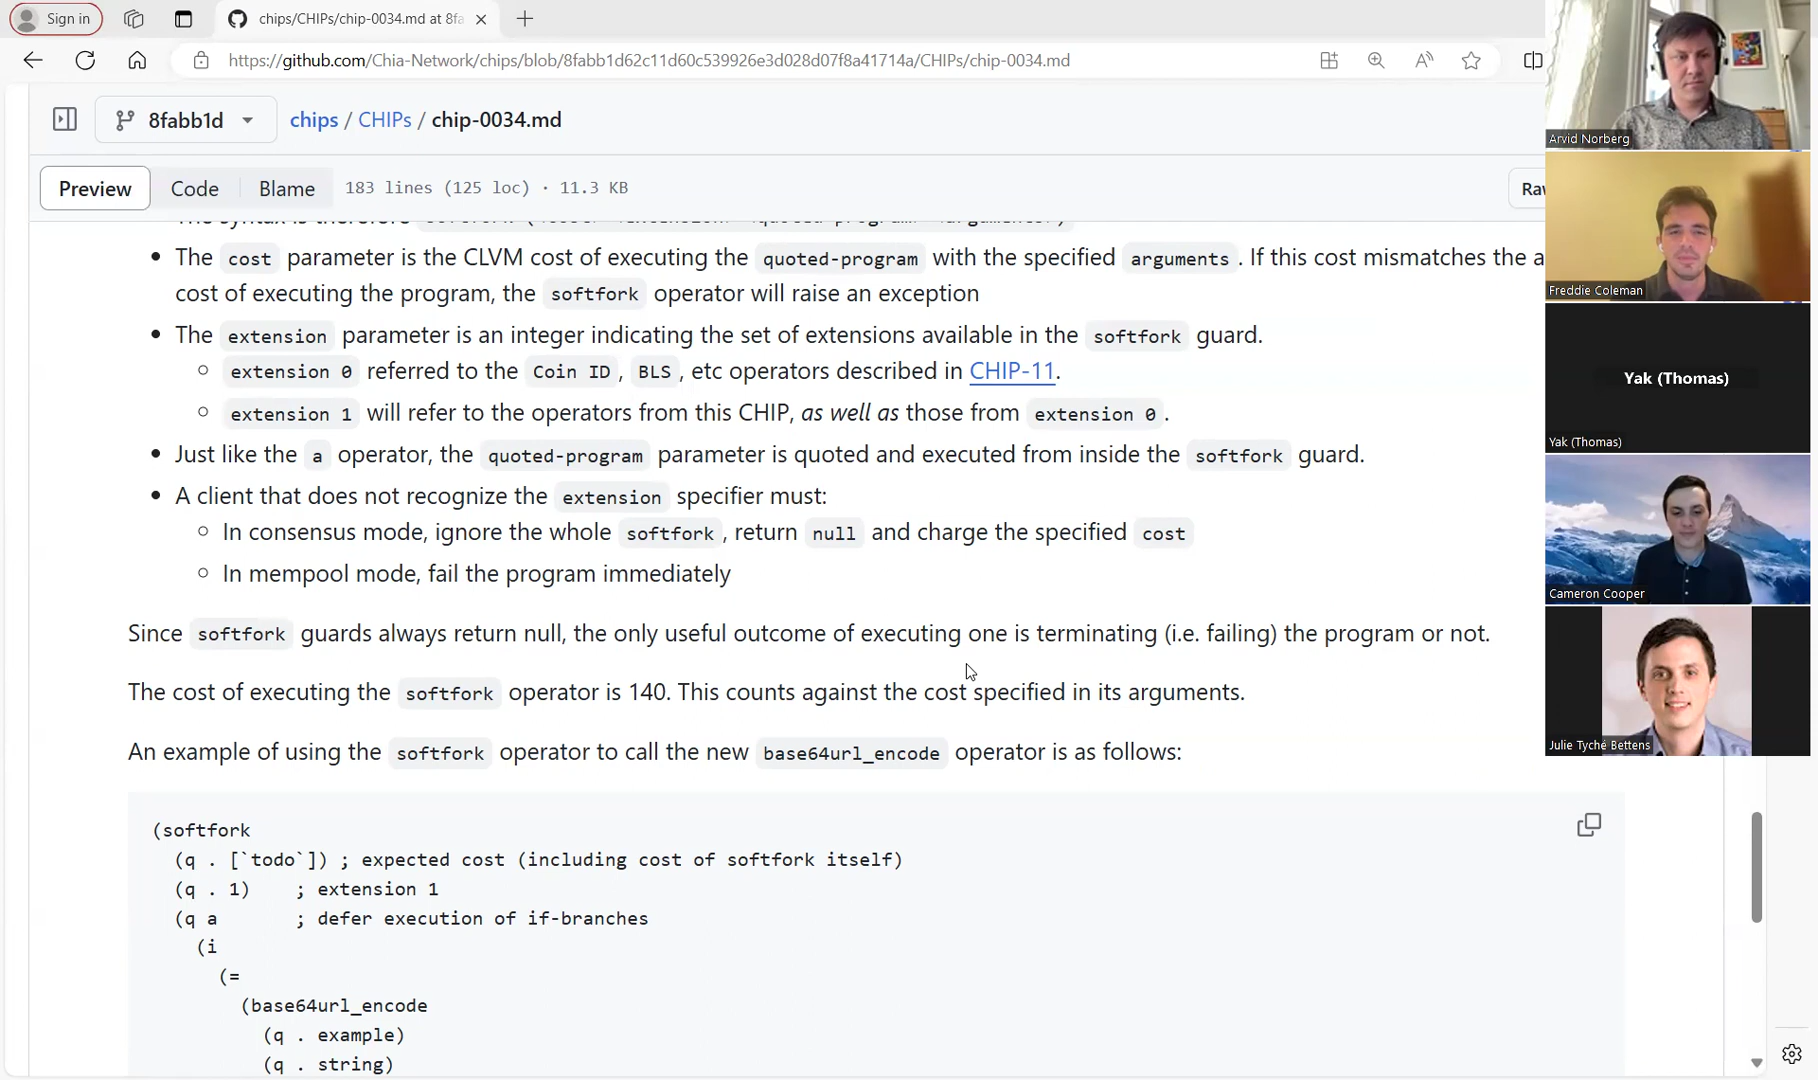 Sign in
chips/CHIPs/chip-0034.md at 8fa
https://github.com/Chia-Network/chips/blob/8fabb1d62c11d60c539926e3d028d07f8a41714a/CHIPs/chip-0034.md
8fabb1d
chips / CHIPs / chip-0034.md
Preview Code Blame 183 lines (125 loc) · 11.3 KB
Raw
The syntax is therefore
• The cost parameter is the CLVM cost of executing the quoted-program with the specified arguments. If this cost mismatches the a
cost of executing the program, the softfork operator will raise an exception
• The extension parameter is an integer indicating the set of extensions available in the softfork guard.
○ extension 0 referred to the Coin ID, BLS, etc operators described in CHIP-11.
○ extension 1 will refer to the operators from this CHIP, as well as those from extension 0.
• Just like the a operator, the quoted-program parameter is quoted and executed from inside the softfork guard.
• A client that does not recognize the extension specifier must:
○ In consensus mode, ignore the whole softfork, return null and charge the specified cost
○ In mempool mode, fail the program immediately
Since softfork guards always return null, the only useful outcome of executing one is terminating (i.e. failing) the program or not.
The cost of executing the softfork operator is 140. This counts against the cost specified in its arguments.
An example of using the softfork operator to call the new base64url_encode operator is as follows:
(softfork
(q . [`todo`]) ; expected cost (including cost of softfork itself)
(q . 1) ; extension 1
(q a ; defer execution of if-branches
(i
(=
(base64url_encode
(q . example)
(q . string)
Arvid Norberg
Freddie Coleman
Yak (Thomas)
Yak (Thomas)
Cameron Cooper
Julie Tyché Bettens